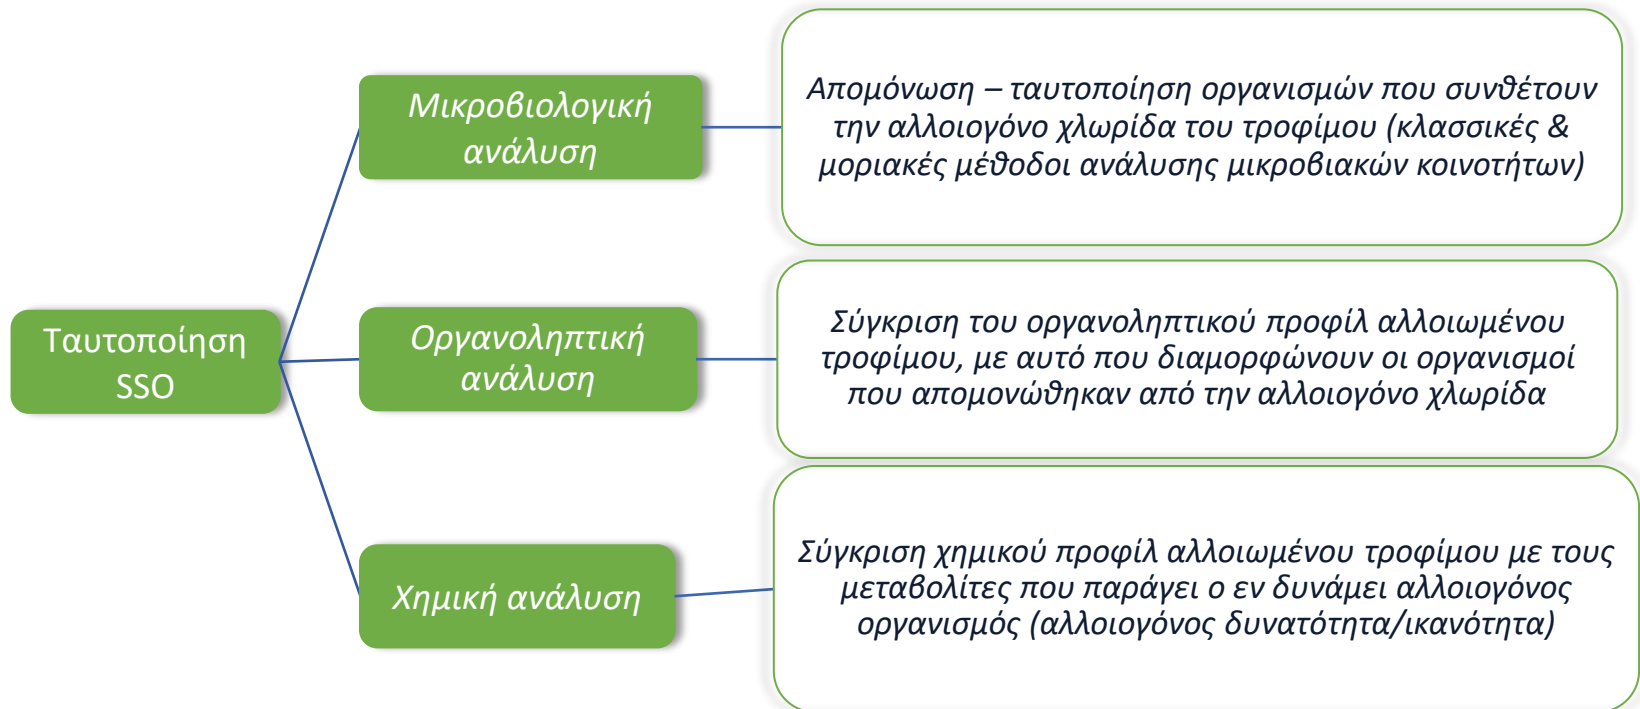 Μικροβιολογική
ανάλυση
Απομόνωση – ταυτοποίηση οργανισμών που συνθέτουν
την αλλοιογόνο χλωρίδα του τροφίμου (κλασσικές &
μοριακές μέθοδοι ανάλυσης μικροβιακών κοινοτήτων)
Ταυτοποίηση
SSO
Οργανοληπτική
ανάλυση
Σύγκριση του οργανοληπτικού προφίλ αλλοιωμένου
τροφίμου, με αυτό που διαμορφώνουν οι οργανισμοί
που απομονώθηκαν από την αλλοιογόνο χλωρίδα
Χημική ανάλυση
Σύγκριση χημικού προφίλ αλλοιωμένου τροφίμου με τους
μεταβολίτες που παράγει ο εν δυνάμει αλλοιογόνος
οργανισμός (αλλοιογόνος δυνατότητα/ικανότητα)